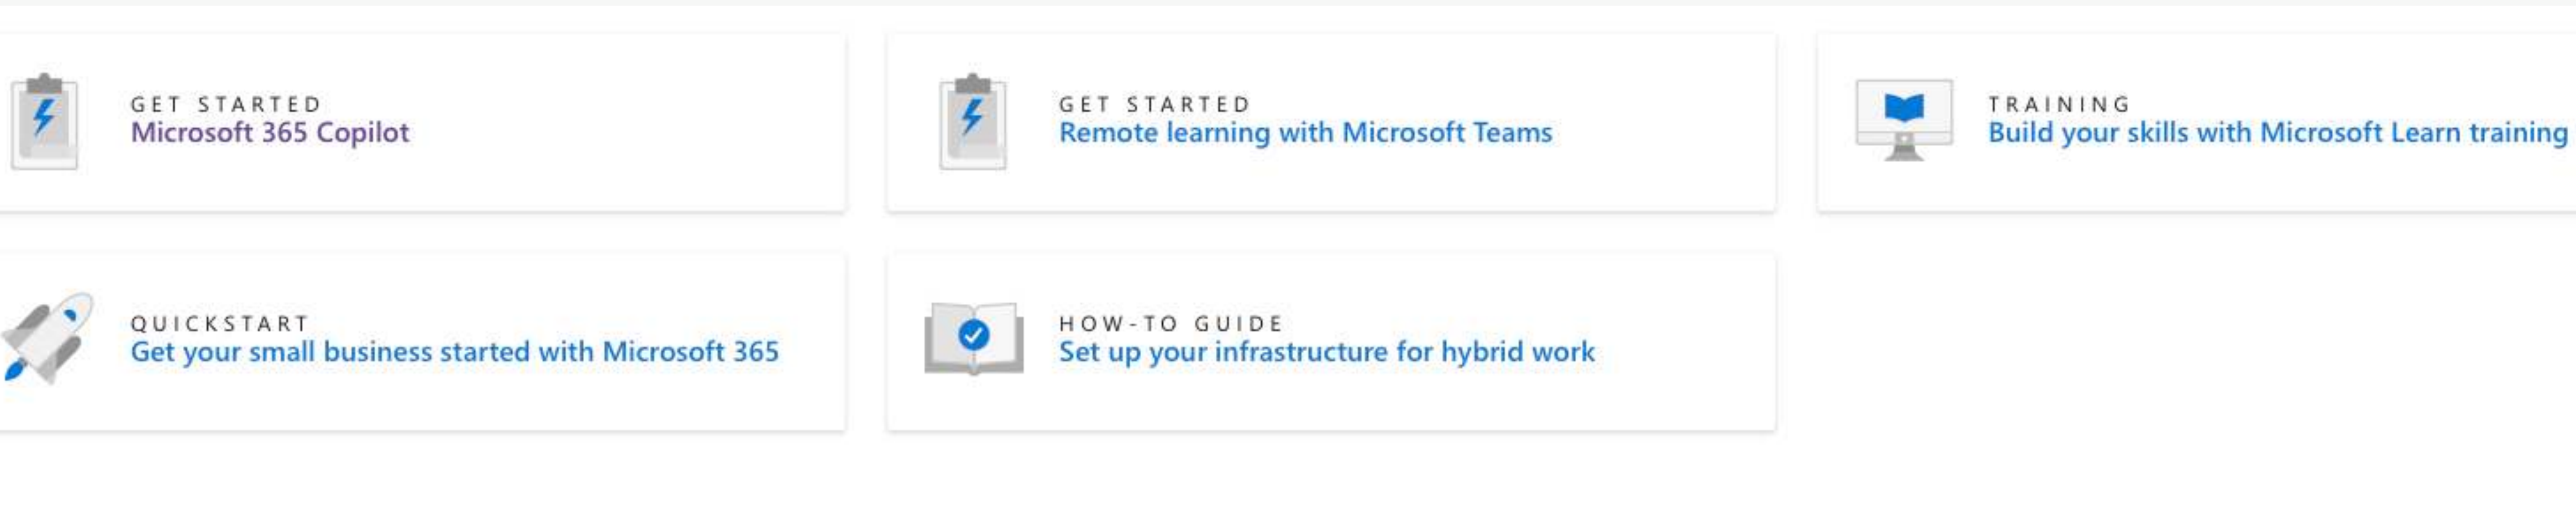 GET STARTED
Microsoft 365 Copilot
GET STARTED
Remote learning with Microsoft Teams
TRAINING
Build your skills with Microsoft Learn training
QUICKSTART
Get your small business started with Microsoft 365
HOW-TO GUIDE
Set up your infrastructure for hybrid work